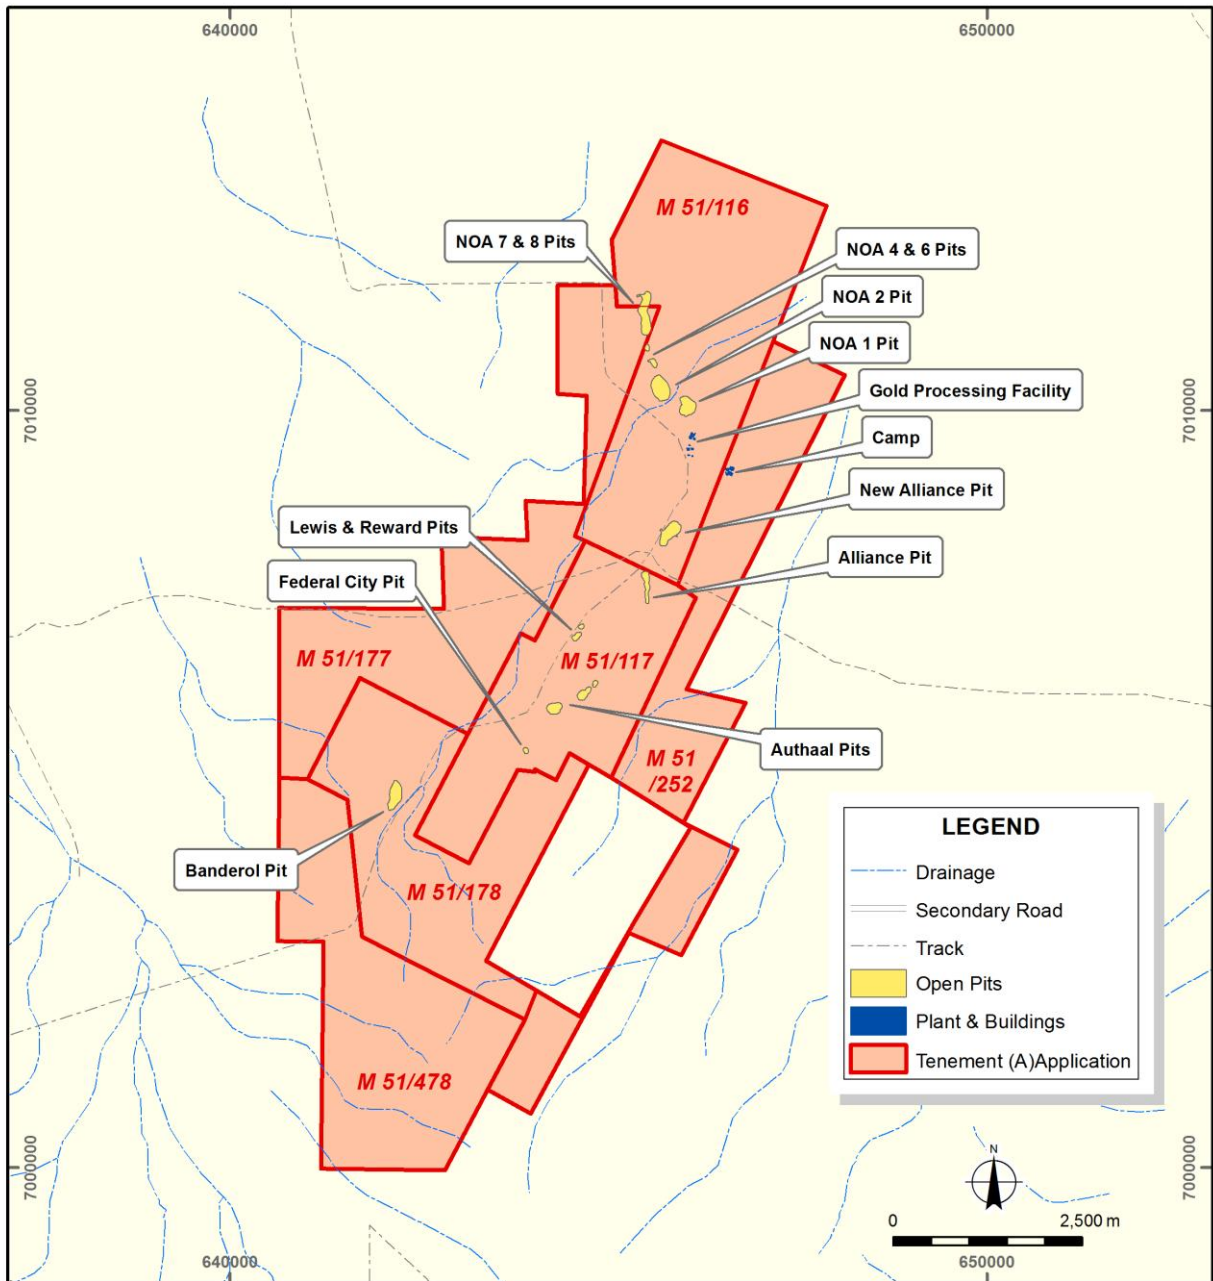 640000
650000
M 51/116
NOA 7 & 8 Pits
NOA 4 & 6 Pits
NOA 2 Pit
NOA 1 Pit
Gold Processing Facility
7010000
7010000
Camp
New Alliance Pit
Lewis & Reward Pits
Alliance Pit
Federal City Pit
M 51/177
M 51/117
Authaal Pits
M 51
/252
Banderol Pit
M 51/178
LEGEND
Drainage
Secondary Road
Track
Open Pits
Plant & Buildings
Tenement (A)Application
M 51/478
7000000
7000000
N
0
2,500 m
640000
650000